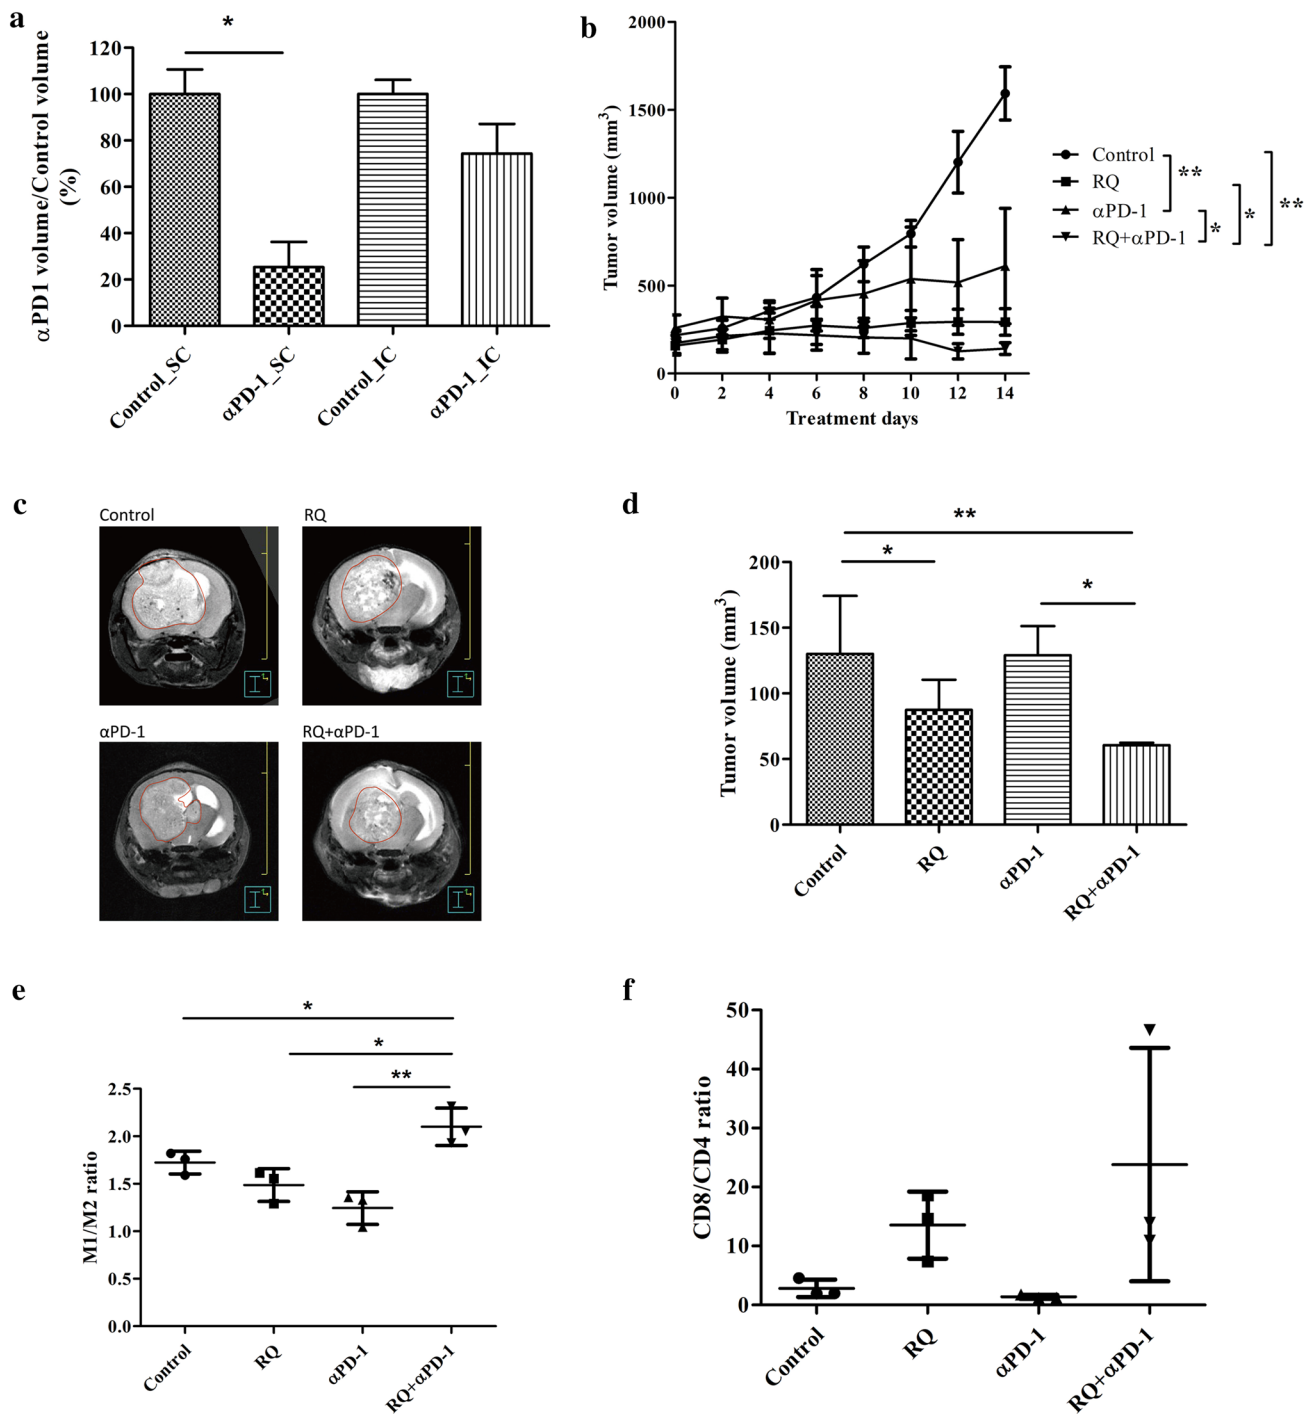 a
*
αPD1 volume/Control volume
(%)
120
100
80
60
40
20
0
Control_SC
αPD-1_SC
Control_IC
αPD-1_IC
b
Tumor volume (mm3)
2000
1500
1000
500
0
0 2 4 6 8 10 12 14
Treatment days
Control
RQ
αPD-1
RQ+αPD-1
**
*
*
**
c
Control
RQ
αPD-1
RQ+αPD-1
d
**
*
*
Tumor volume (mm3)
200
150
100
50
0
Control
RQ
αPD-1
RQ+αPD-1
e
*
*
**
M1/M2 ratio
2.5
2.0
1.5
1.0
0.5
0.0
Control
RQ
αPD-1
RQ+αPD-1
f
CD8/CD4 ratio
50
40
30
20
10
0
Control
RQ
αPD-1
RQ+αPD-1